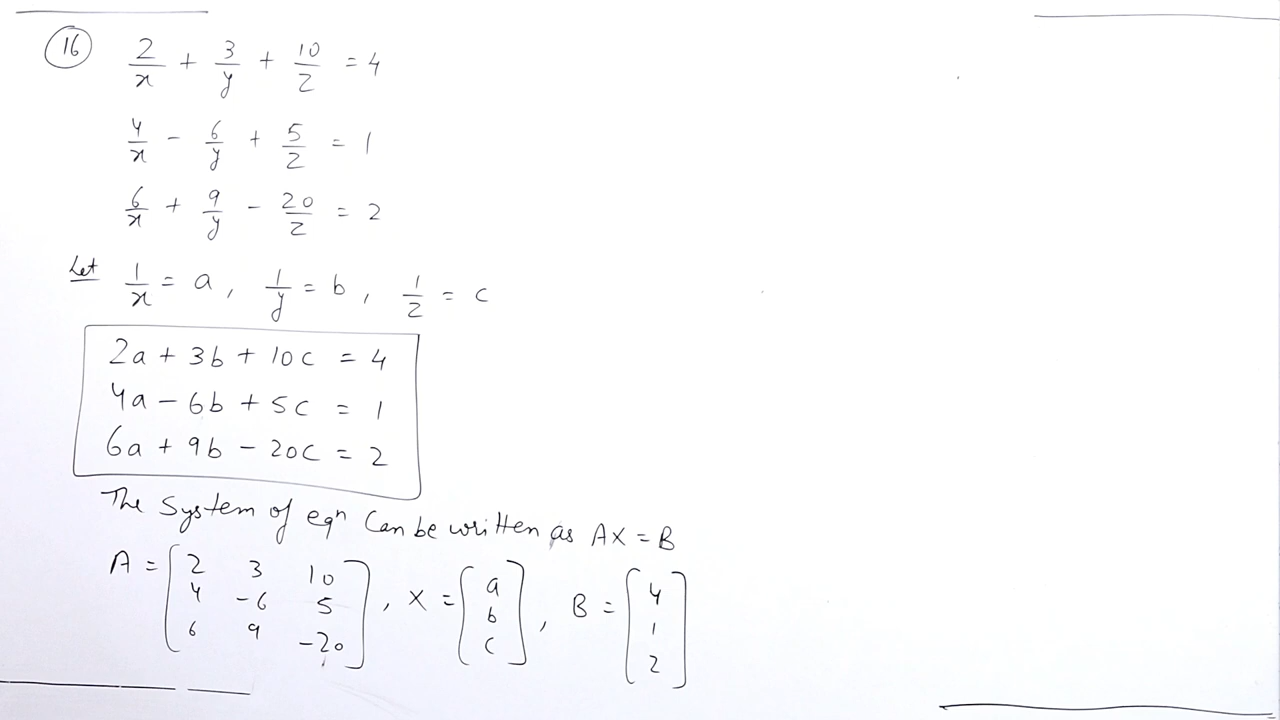 16 2/x + 3/y + 10/z = 4
4/x - 6/y + 5/z = 1
6/x + 9/y - 20/z = 2
Let 1/x = a, 1/y = b, 1/z = c
2a + 3b + 10c = 4
4a - 6b + 5c = 1
6a + 9b - 20c = 2
The System of eqⁿ Can be written as AX = B
A = [2 3 10; 4 -6 5; 6 9 -20], X = [a; b; c], B = [4; 1; 2]